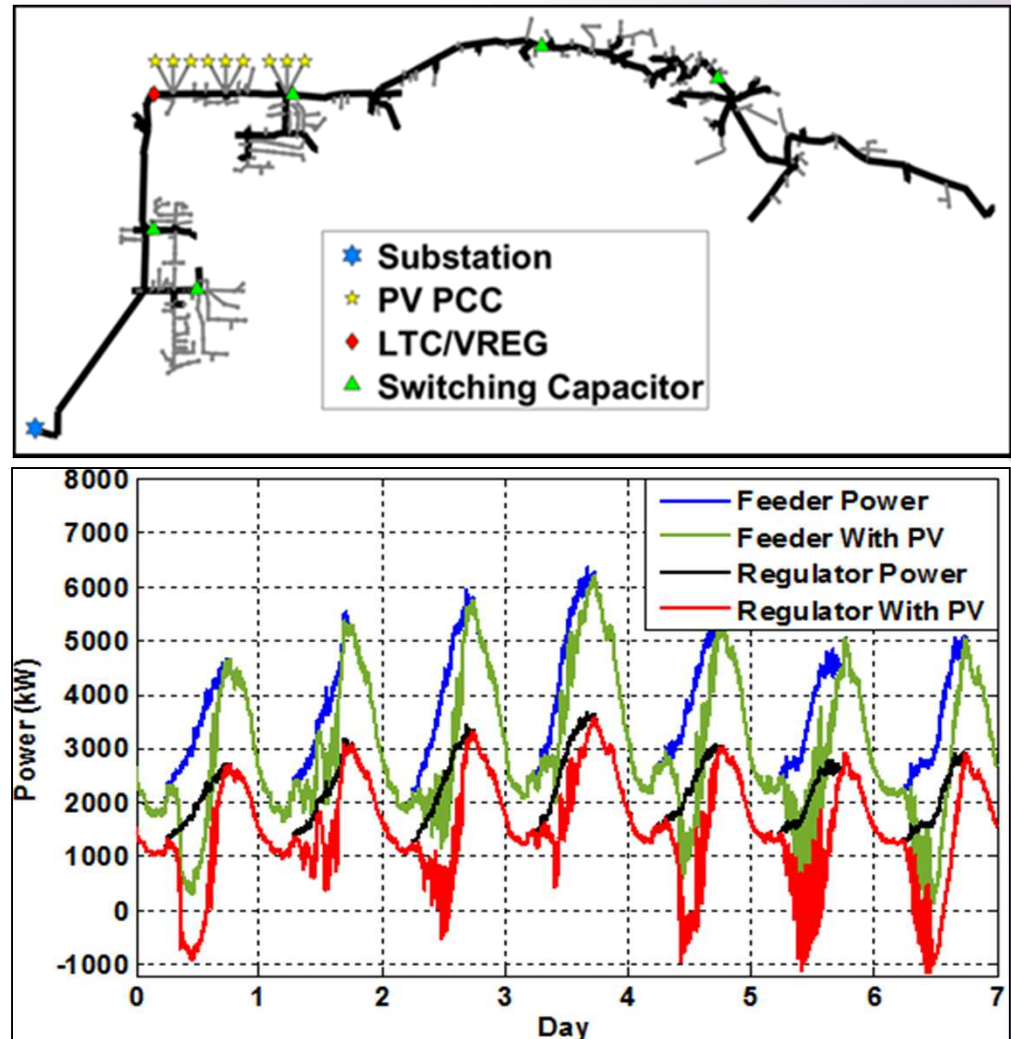 Substation
PV PCC
LTC/VREG
Switching Capacitor
8000
7000
6000
5000
4000
3000
2000
1000
0
-1000
Power (kW)
Feeder Power
Feeder With PV
Regulator Power
Regulator With PV
0 1 2 3 4 5 6 7
Day